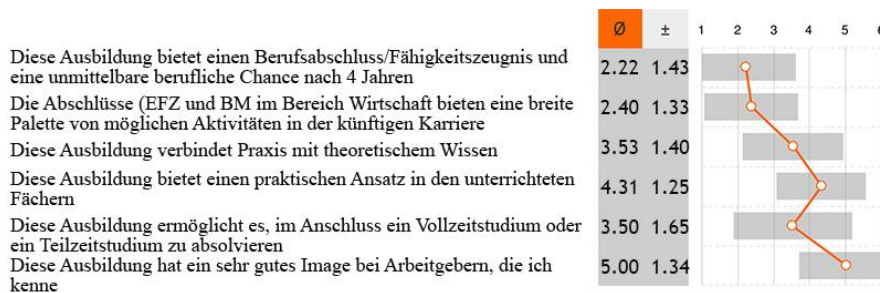 Ø ± 1 2 3 4 5 6
Diese Ausbildung bietet einen Berufsabschluss/Fähigkeitszeugnis und
eine unmittelbare berufliche Chance nach 4 Jahren
2.22 1.43
Die Abschlüsse (EFZ und BM im Bereich Wirtschaft bieten eine breite
Palette von möglichen Aktivitäten in der künftigen Karriere
2.40 1.33
Diese Ausbildung verbindet Praxis mit theoretischem Wissen
3.53 1.40
Diese Ausbildung bietet einen praktischen Ansatz in den unterrichteten
Fächern
4.31 1.25
Diese Ausbildung ermöglicht es, im Anschluss ein Vollzeitstudium oder
ein Teilzeitstudium zu absolvieren
3.50 1.65
Diese Ausbildung hat ein sehr gutes Image bei Arbeitgebern, die ich
kenne
5.00 1.34